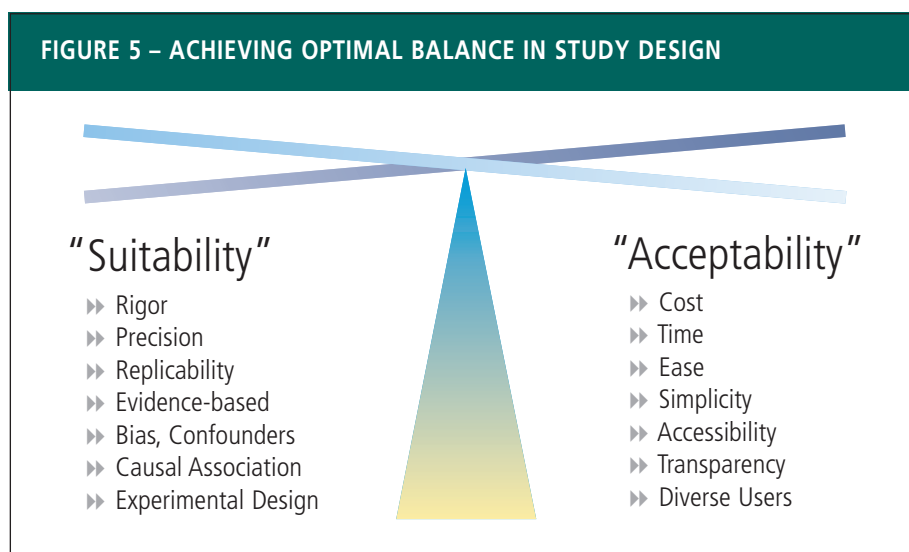 FIGURE 5 – ACHIEVING OPTIMAL BALANCE IN STUDY DESIGN
“Suitability”
Rigor
Precision
Replicability
Evidence-based
Bias, Confounders
Causal Association
Experimental Design
“Acceptability”
Cost
Time
Ease
Simplicity
Accessibility
Transparency
Diverse Users